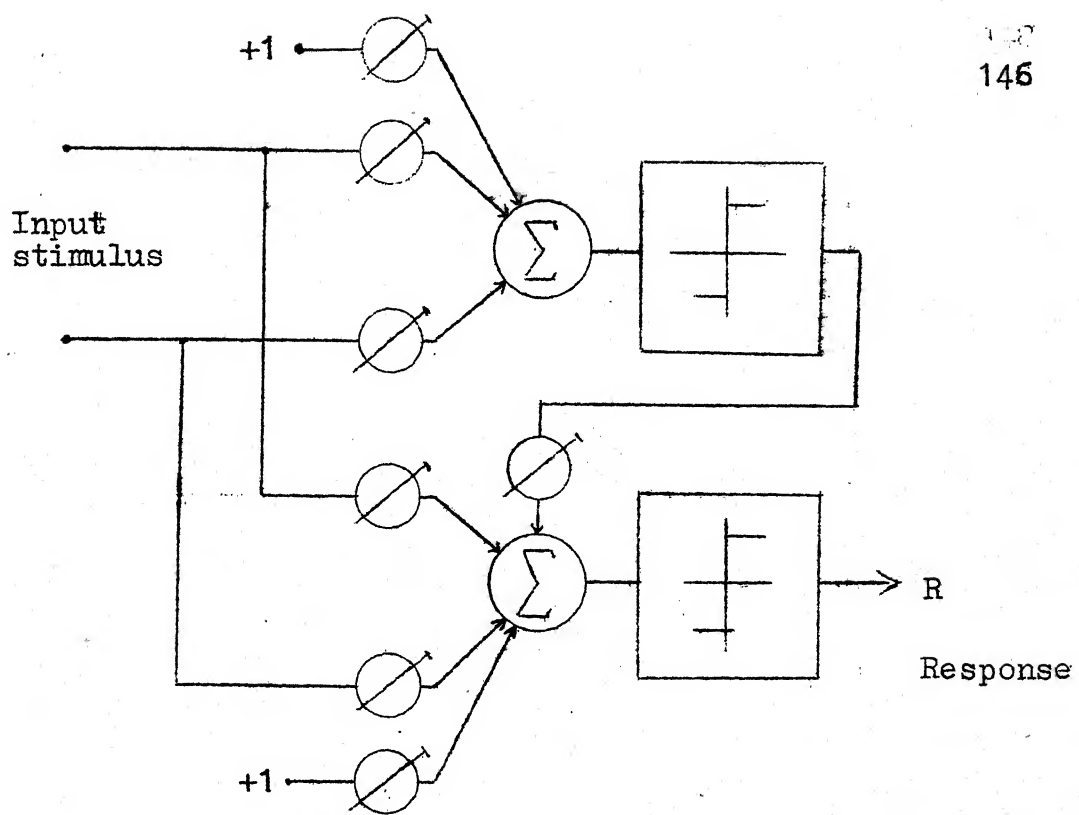 146
+1
Input
stimulus
Σ
Σ
R
Response
+1